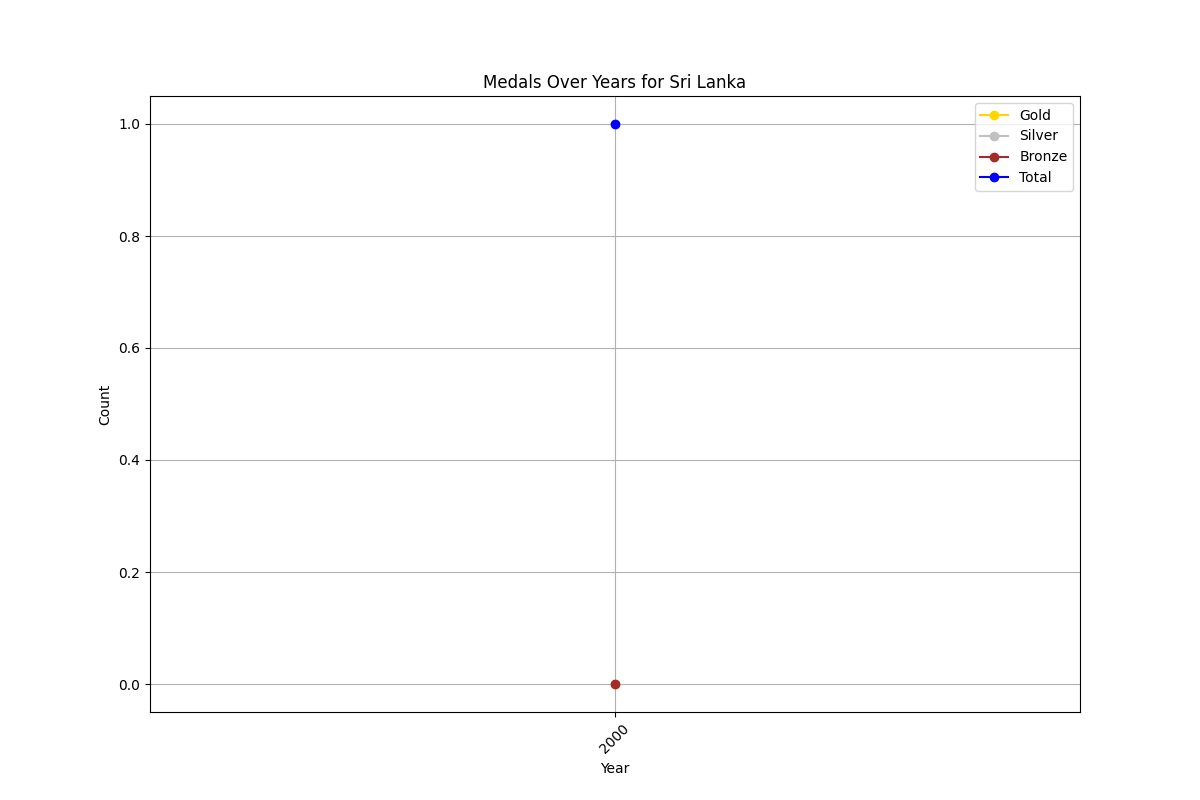 Medals Over Years for Sri Lanka
Gold
Silver
Bronze
Total
1.0
0.8
0.6
0.4
0.2
0.0
Count
2000
Year